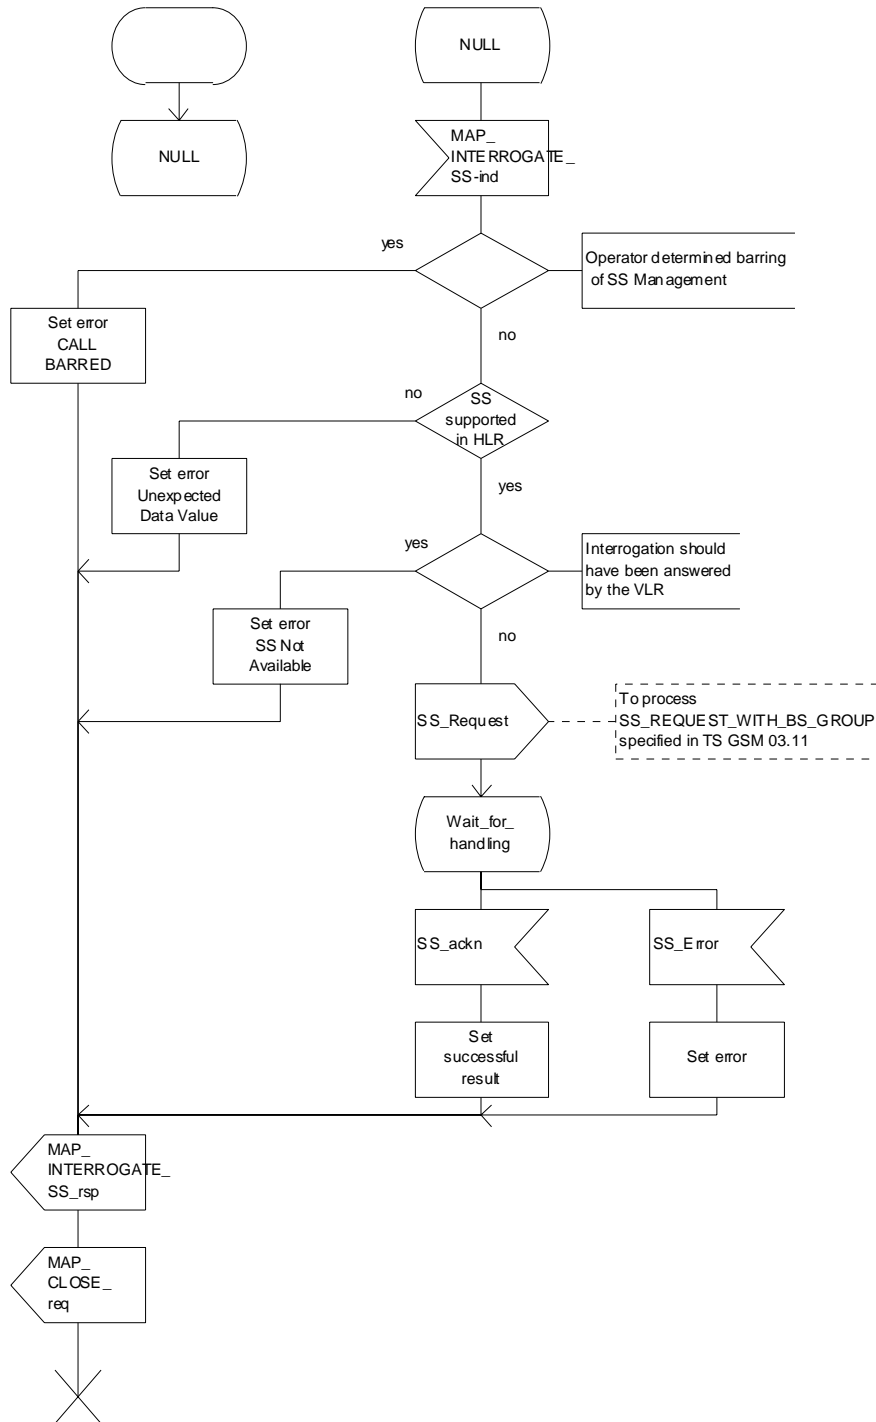 NULL
NULL
MAP_
INTERROGATE_
SS-ind
yes
Operator determined barring
of SS Management
Set error
CALL
BARRED
no
no
SS
supported
in HLR
Set error
Unexpected
Data Value
yes
yes
Interrogation should
have been answered
by the VLR
Set error
SS Not
Available
no
SS_Request
To process
SS_REQUEST_WITH_BS_GROUP
specified in TS GSM 03.11
Wait_for_
handling
SS_ackn
SS_Error
Set
successful
result
Set error
MAP_
INTERROGATE_
SS_rsp
MAP_
CLOSE_
req